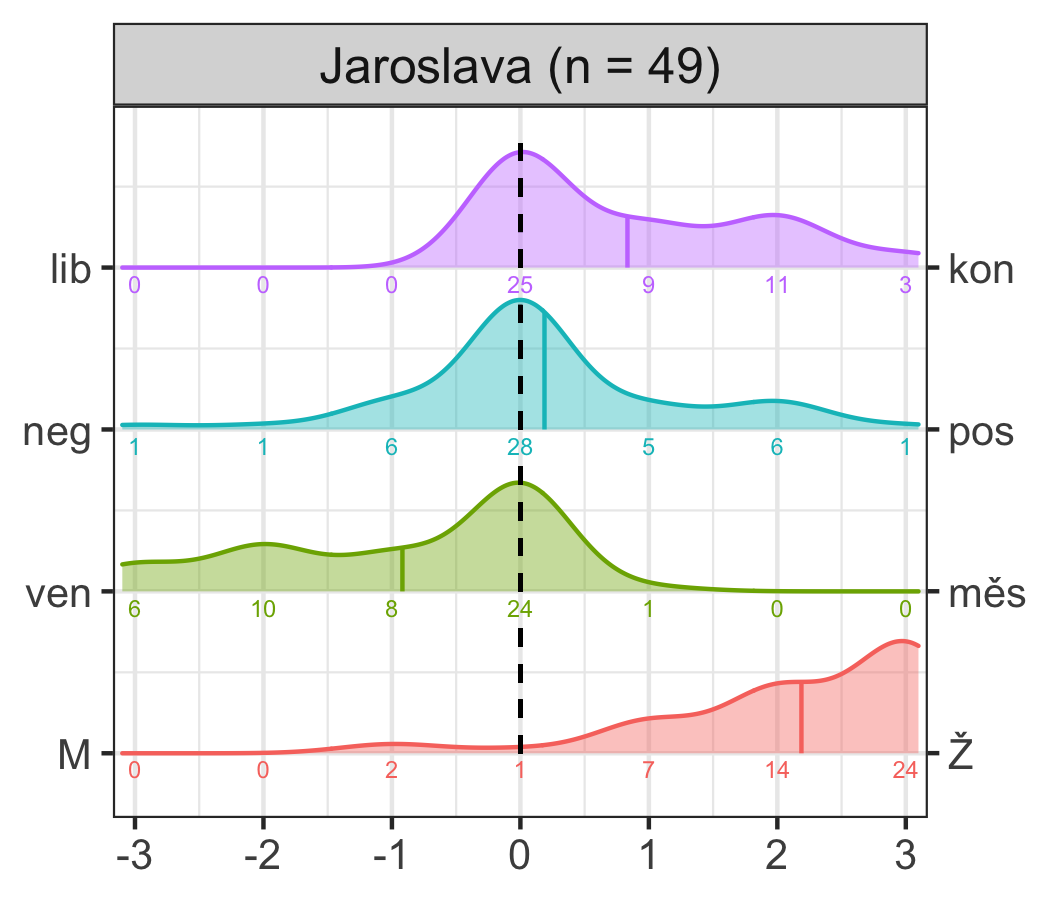 Jaroslava (n = 49)
lib kon
0 0 0 25 9 11 3
neg pos
1 1 6 28 5 6 1
ven měs
6 10 8 24 1 0 0
M Ž
0 0 2 1 7 14 24
-3 -2 -1 0 1 2 3